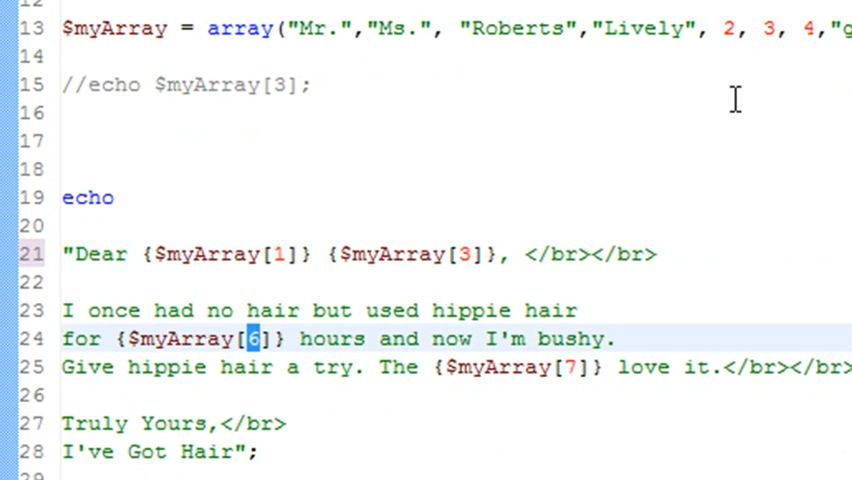 12
13 $myArray = array("Mr.","Ms.", "Roberts","Lively", 2, 3, 4,"g
14
15 //echo $myArray[3];
16
17
18
19 echo
20
21 "Dear {$myArray[1]} {$myArray[3]}, </br></br>
22
23 I once had no hair but used hippie hair
24 for {$myArray[6]} hours and now I'm bushy.
25 Give hippie hair a try. The {$myArray[7]} love it.</br></br>
26
27 Truly Yours,</br>
28 I've Got Hair";
29